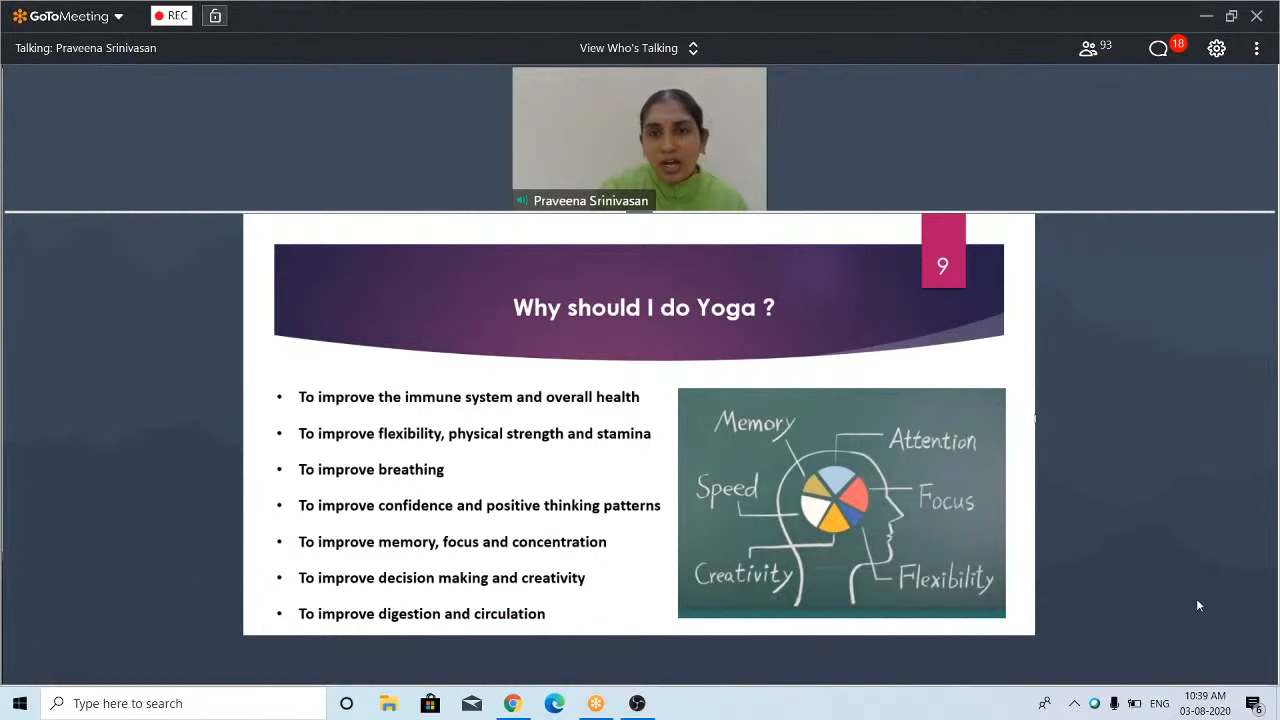 GoToMeeting
REC
Talking: Praveena Srinivasan
View Who's Talking
93
18
Praveena Srinivasan
9
Why should I do Yoga ?
• To improve the immune system and overall health
• To improve flexibility, physical strength and stamina
• To improve breathing
• To improve confidence and positive thinking patterns
• To improve memory, focus and concentration
• To improve decision making and creativity
• To improve digestion and circulation
Memory
Attention
Speed
Focus
Creativity
Flexibility
Type here to search
ENG
10:39 AM
03-08-2020
6